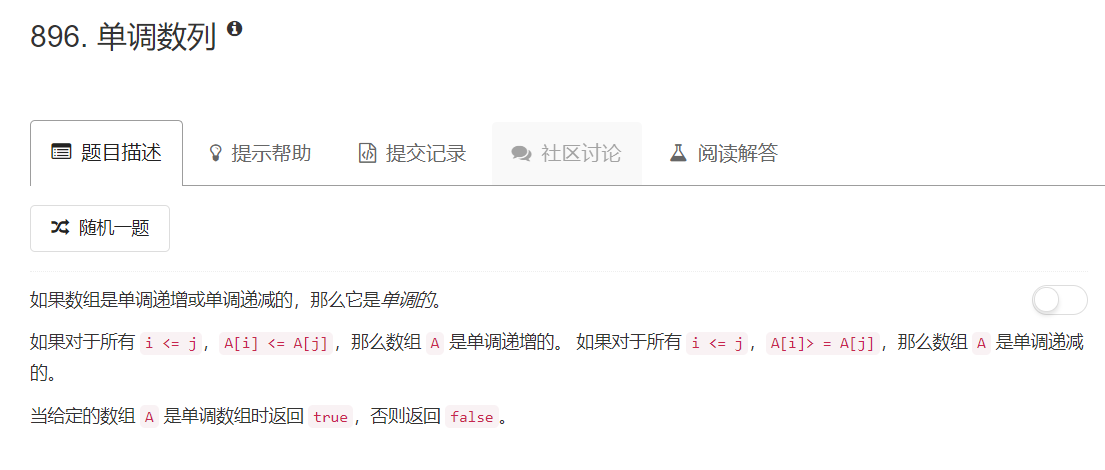 896. 单调数列
题目描述 提示帮助 提交记录 社区讨论 阅读解答
随机一题
如果数组是单调递增或单调递减的，那么它是单调的。
如果对于所有 i <= j，A[i] <= A[j]，那么数组 A 是单调递增的。 如果对于所有 i <= j，A[i]> = A[j]，那么数组 A 是单调递减
的。
当给定的数组 A 是单调数组时返回 true，否则返回 false。